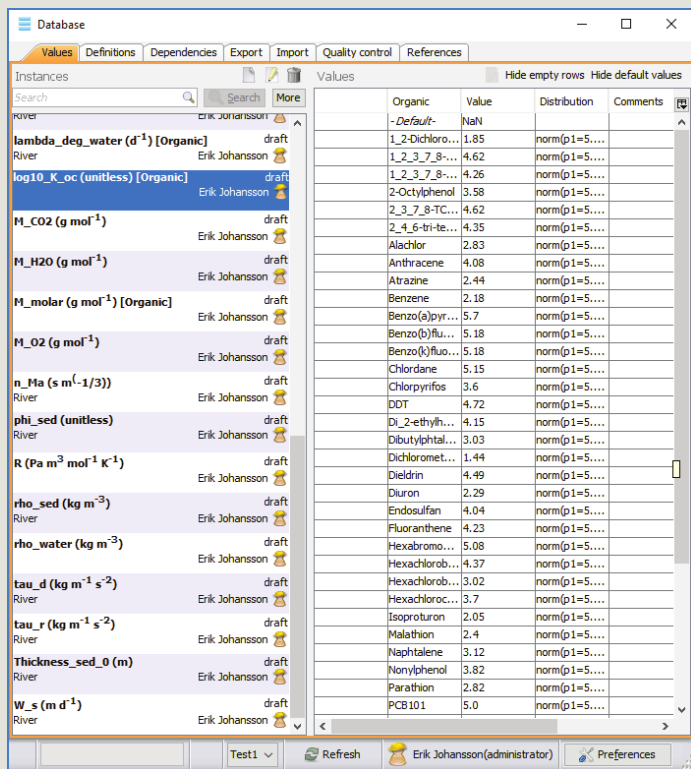 Database
Values Definitions Dependencies Export Import Quality control References
Instances
Search Search More
River Erik Johansson
lambda_deg_water (d⁻¹) [Organic] draft
River Erik Johansson
log10_K_oc (unitless) [Organic] draft
Erik Johansson
M_CO2 (g mol⁻¹) draft
Erik Johansson
M_H2O (g mol⁻¹) draft
Erik Johansson
M_molar (g mol⁻¹) [Organic] draft
Erik Johansson
M_O2 (g mol⁻¹) draft
Erik Johansson
n_Ma (s m⁽-1/3)) draft
River Erik Johansson
phi_sed (unitless) draft
River Erik Johansson
R (Pa m³ mol⁻¹ K⁻¹) draft
Erik Johansson
rho_sed (kg m⁻³) draft
River Erik Johansson
rho_water (kg m⁻³) draft
Erik Johansson
tau_d (kg m⁻¹ s⁻²) draft
River Erik Johansson
tau_r (kg m⁻¹ s⁻²) draft
River Erik Johansson
Thickness_sed_0 (m) draft
River Erik Johansson
W_s (m d⁻¹) draft
River Erik Johansson
Values Hide empty rows Hide default values
Organic Value Distribution Comments
-Default- NaN
1_2-Dichloro... 1.85 norm(p1=5....
1_2_3_7_8-... 4.62 norm(p1=5....
1_2_3_7_8-... 4.26 norm(p1=5....
2-Octylphenol 3.58 norm(p1=5....
2_3_7_8-TC... 4.62 norm(p1=5....
2_4_6-tri-te... 4.35 norm(p1=5....
Alachlor 2.83 norm(p1=5....
Anthracene 4.08 norm(p1=5....
Atrazine 2.44 norm(p1=5....
Benzene 2.18 norm(p1=5....
Benzo(a)pyr... 5.7 norm(p1=5....
Benzo(b)flu... 5.18 norm(p1=5....
Benzo(k)fluo... 5.18 norm(p1=5....
Chlordane 5.15 norm(p1=5....
Chlorpyrifos 3.6 norm(p1=5....
DDT 4.72 norm(p1=5....
Di_2-ethylh... 4.15 norm(p1=5....
Dibutylphtal... 3.03 norm(p1=5....
Dichloromet... 1.44 norm(p1=5....
Dieldrin 4.49 norm(p1=5....
Diuron 2.29 norm(p1=5....
Endosulfan 4.04 norm(p1=5....
Fluoranthene 4.23 norm(p1=5....
Hexabromo... 5.08 norm(p1=5....
Hexachlorob... 4.37 norm(p1=5....
Hexachlorob... 3.02 norm(p1=5....
Hexachloroc... 3.7 norm(p1=5....
Isoproturon 2.05 norm(p1=5....
Malathion 2.4 norm(p1=5....
Naphtalene 3.12 norm(p1=5....
Nonylphenol 3.82 norm(p1=5....
Parathion 2.82 norm(p1=5....
PCB101 5.0 norm(p1=5....
Test1 Refresh Erik Johansson(administrator) Preferences